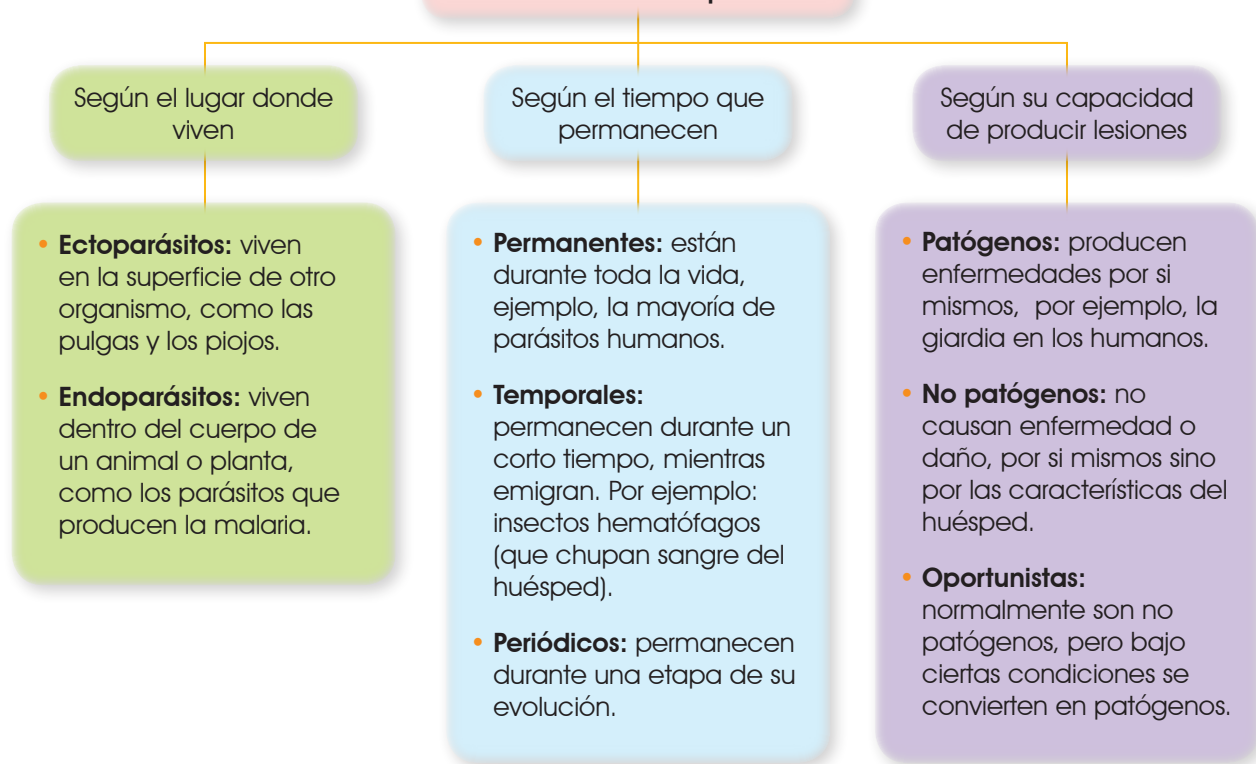 Según el lugar donde
viven
Según el tiempo que
permanecen
Según su capacidad
de producir lesiones
• Ectoparásitos: viven
en la superficie de otro
organismo, como las
pulgas y los piojos.
• Endoparásitos: viven
dentro del cuerpo de
un animal o planta,
como los parásitos que
producen la malaria.
• Permanentes: están
durante toda la vida,
ejemplo, la mayoría de
parásitos humanos.
• Temporales:
permanecen durante un
corto tiempo, mientras
emigran. Por ejemplo:
insectos hematófagos
(que chupan sangre del
huésped).
• Periódicos: permanecen
durante una etapa de su
evolución.
• Patógenos: producen
enfermedades por si
mismos, por ejemplo, la
giardia en los humanos.
• No patógenos: no
causan enfermedad o
daño, por si mismos sino
por las características del
huésped.
• Oportunistas:
normalmente son no
patógenos, pero bajo
ciertas condiciones se
convierten en patógenos.